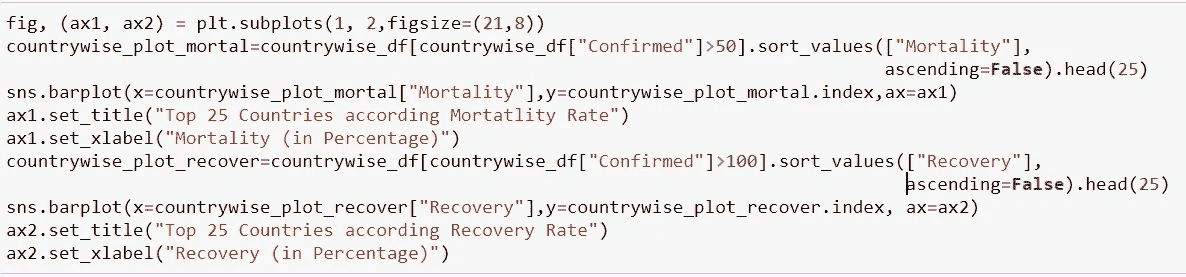 fig, (ax1, ax2) = plt.subplots(1, 2,figsize=(21,8))
countrywise_plot_mortal=countrywise_df[countrywise_df["Confirmed"]>50].sort_values(["Mortality"],
ascending=False).head(25)
sns.barplot(x=countrywise_plot_mortal["Mortality"],y=countrywise_plot_mortal.index,ax=ax1)
ax1.set_title("Top 25 Countries according Mortatlity Rate")
ax1.set_xlabel("Mortality (in Percentage)")
countrywise_plot_recover=countrywise_df[countrywise_df["Confirmed"]>100].sort_values(["Recovery"],
ascending=False).head(25)
sns.barplot(x=countrywise_plot_recover["Recovery"],y=countrywise_plot_recover.index, ax=ax2)
ax2.set_title("Top 25 Countries according Recovery Rate")
ax2.set_xlabel("Recovery (in Percentage)")